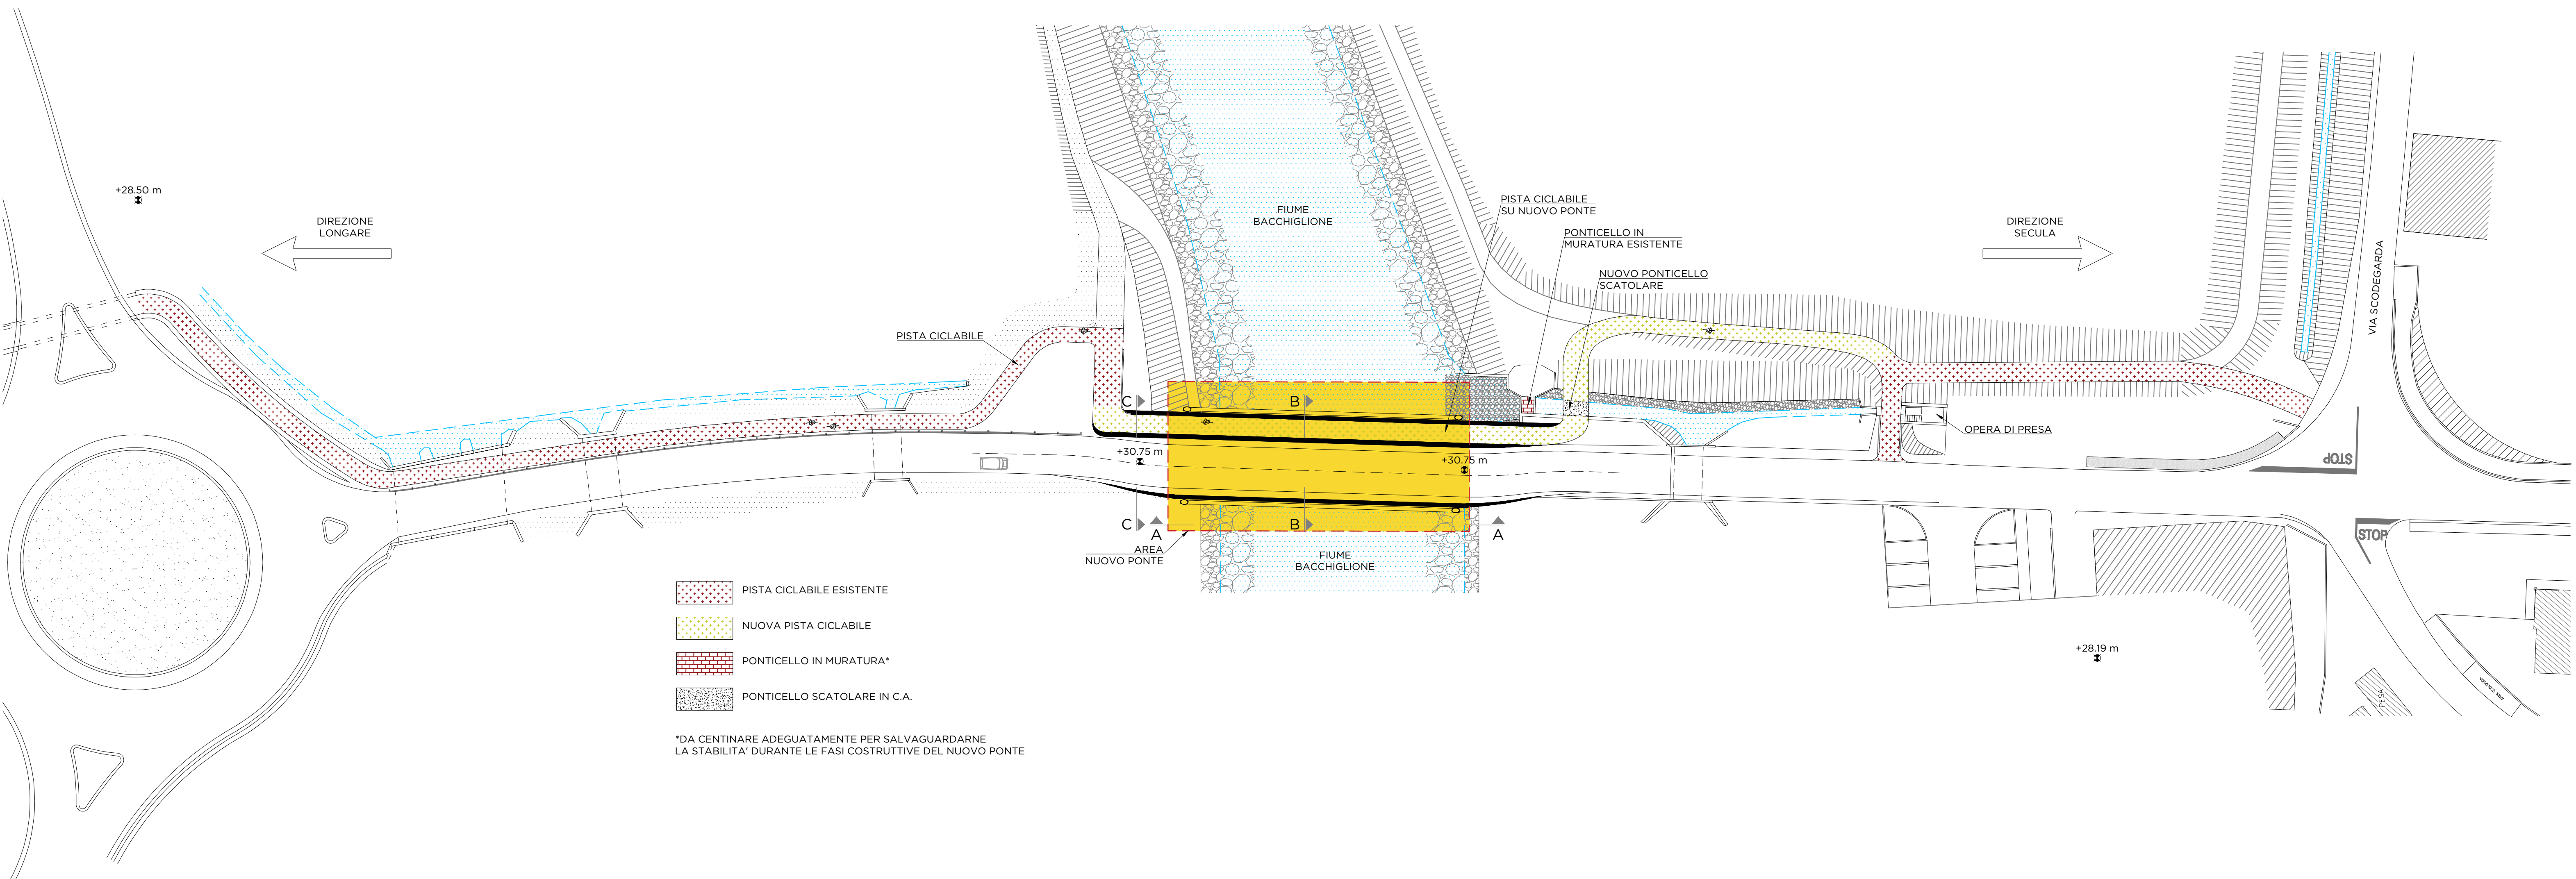 +28.50 m
DIREZIONE
LONGARE
FIUME
BACCHIGLIONE
PISTA CICLABILE
SU NUOVO PONTE
PONTICELLO IN
MURATURA ESISTENTE
NUOVO PONTICELLO
SCATOLARE
DIREZIONE
SECULA
VIA SCODEGARDA
PISTA CICLABILE
C
B
OPERA DI PRESA
+30.75 m
+30.75 m
STOP
C
A
B
A
STOP
AREA
NUOVO PONTE
FIUME
BACCHIGLIONE
PISTA CICLABILE ESISTENTE
NUOVA PISTA CICLABILE
PONTICELLO IN MURATURA*
PONTICELLO SCATOLARE IN C.A.
*DA CENTINARE ADEGUATAMENTE PER SALVAGUARDARNE
LA STABILITA' DURANTE LE FASI COSTRUTTIVE DEL NUOVO PONTE
+28.19 m
PESA